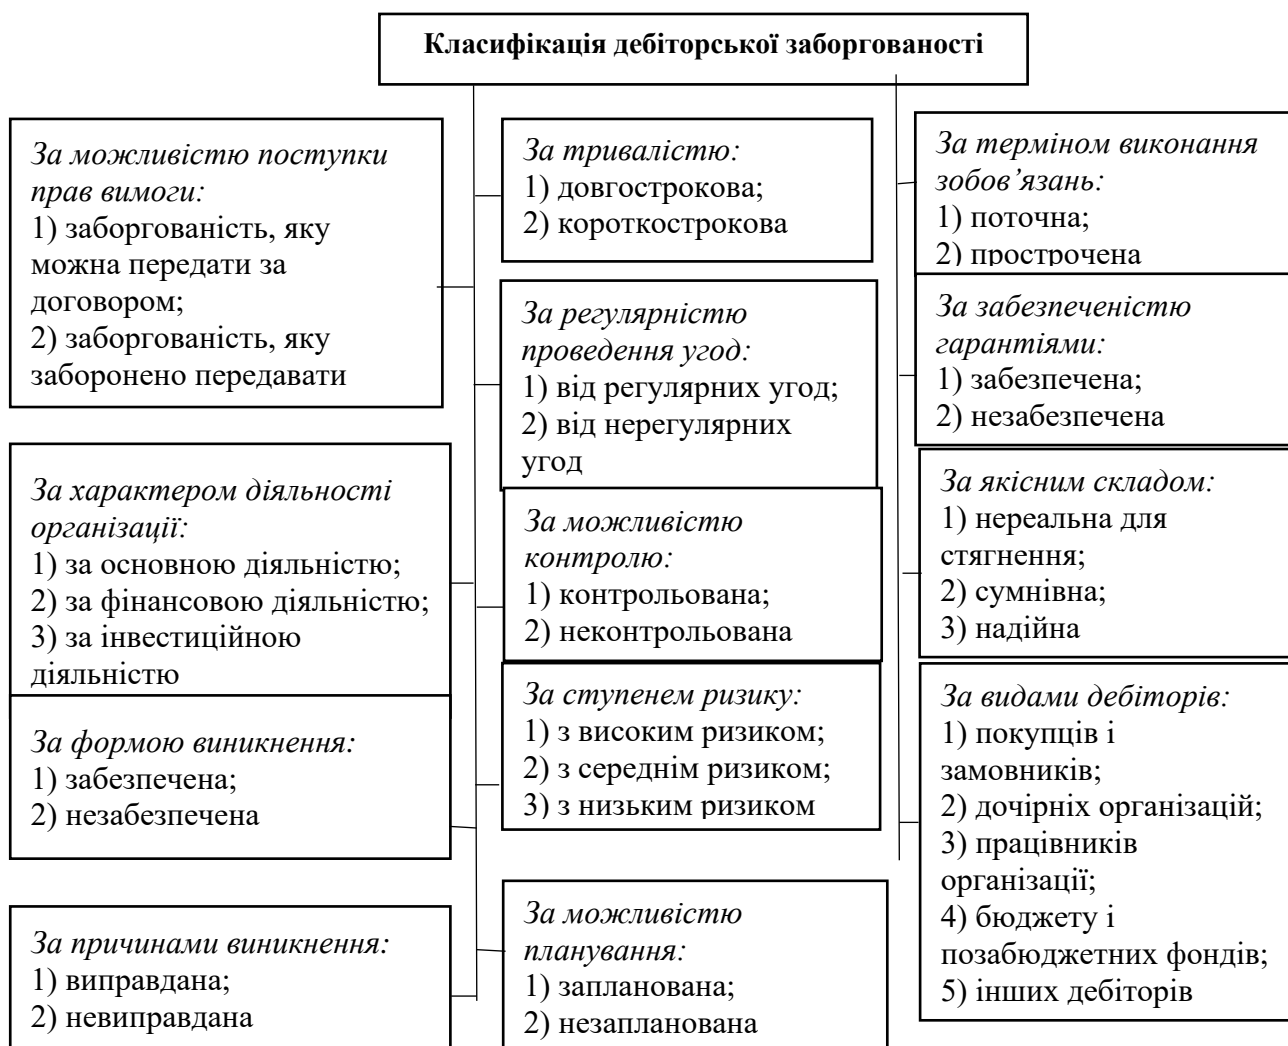 Класифікація дебіторської заборгованості
За можливістю поступки
прав вимоги:
1) заборгованість, яку
можна передати за
договором;
2) заборгованість, яку
заборонено передавати
За характером діяльності
організації:
1) за основною діяльністю;
2) за фінансовою діяльністю;
3) за інвестиційною
діяльністю
За формою виникнення:
1) забезпечена;
2) незабезпечена
За причинами виникнення:
1) виправдана;
2) невиправдана
За тривалістю:
1) довгострокова;
2) короткострокова
За регулярністю
проведення угод:
1) від регулярних угод;
2) від нерегулярних
угод
За можливістю
контролю:
1) контрольована;
2) неконтрольована
За ступенем ризику:
1) з високим ризиком;
2) з середнім ризиком;
3) з низьким ризиком
За можливістю
планування:
1) запланована;
2) незапланована
За терміном виконання
зобов’язань:
1) поточна;
2) прострочена
За забезпеченістю
гарантіями:
1) забезпечена;
2) незабезпечена
За якісним складом:
1) нереальна для
стягнення;
2) сумнівна;
3) надійна
За видами дебіторів:
1) покупців і
замовників;
2) дочірніх організацій;
3) працівників
організації;
4) бюджету і
позабюджетних фондів;
5) інших дебіторів